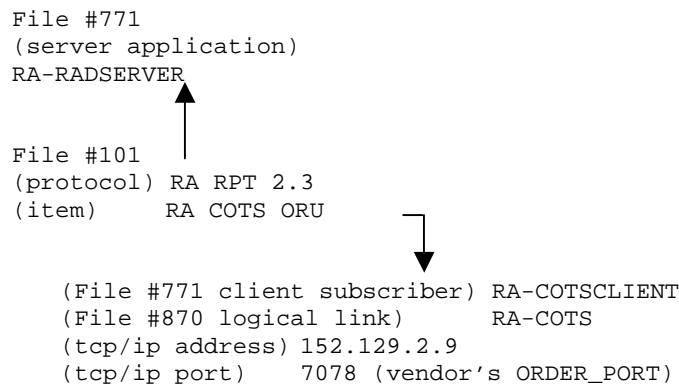 File #771
(server application)
RA-RADSERVER
File #101
(protocol) RA RPT 2.3
(item) RA COTS ORU
(File #771 client subscriber) RA-COTSCLIENT
(File #870 logical link) RA-COTS
(tcp/ip address) 152.129.2.9
(tcp/ip port) 7078 (vendor's ORDER_PORT)